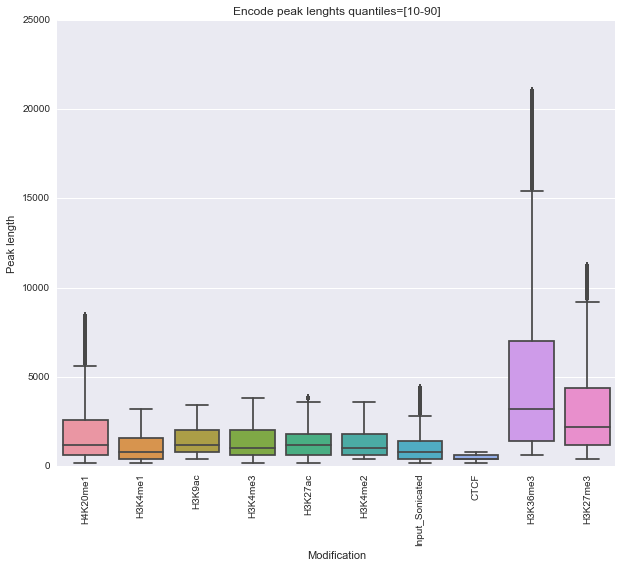 Encode peak lenghts quantiles=[10-90]
25000
20000
15000
10000
5000
0
Peak length
H4K20me1
H3K4me1
H3K9ac
H3K4me3
H3K27ac
H3K4me2
Input_Sonicated
CTCF
H3K36me3
H3K27me3
Modification